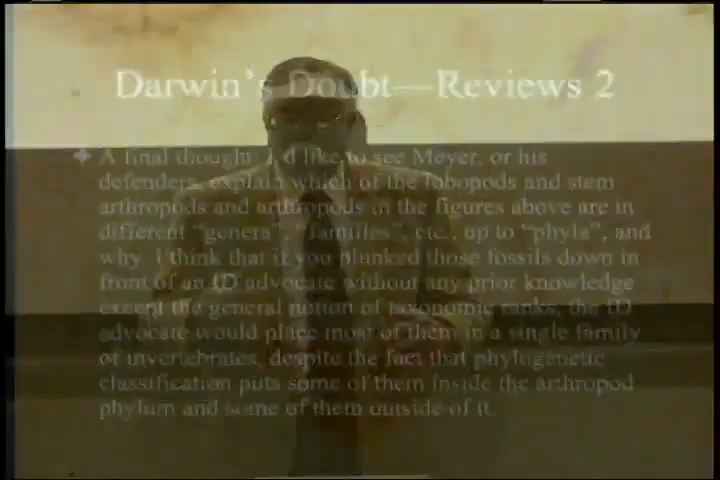 Darwin's Doubt—Reviews 2
A final thought: I'd like to see Meyer, or his
defenders, explain which of the lobopods and stem
arthropods and arthropods in the figures above are in
different "genera", "families", etc., up to "phyla", and
why. I think that if you plunked those fossils down in
front of an ID advocate without any prior knowledge
except the general notion of taxonomic ranks, the ID
advocate would place most of them in a single family
of invertebrates, despite the fact that phylogenetic
classification puts some of them inside the arthropod
phylum and some of them outside of it.